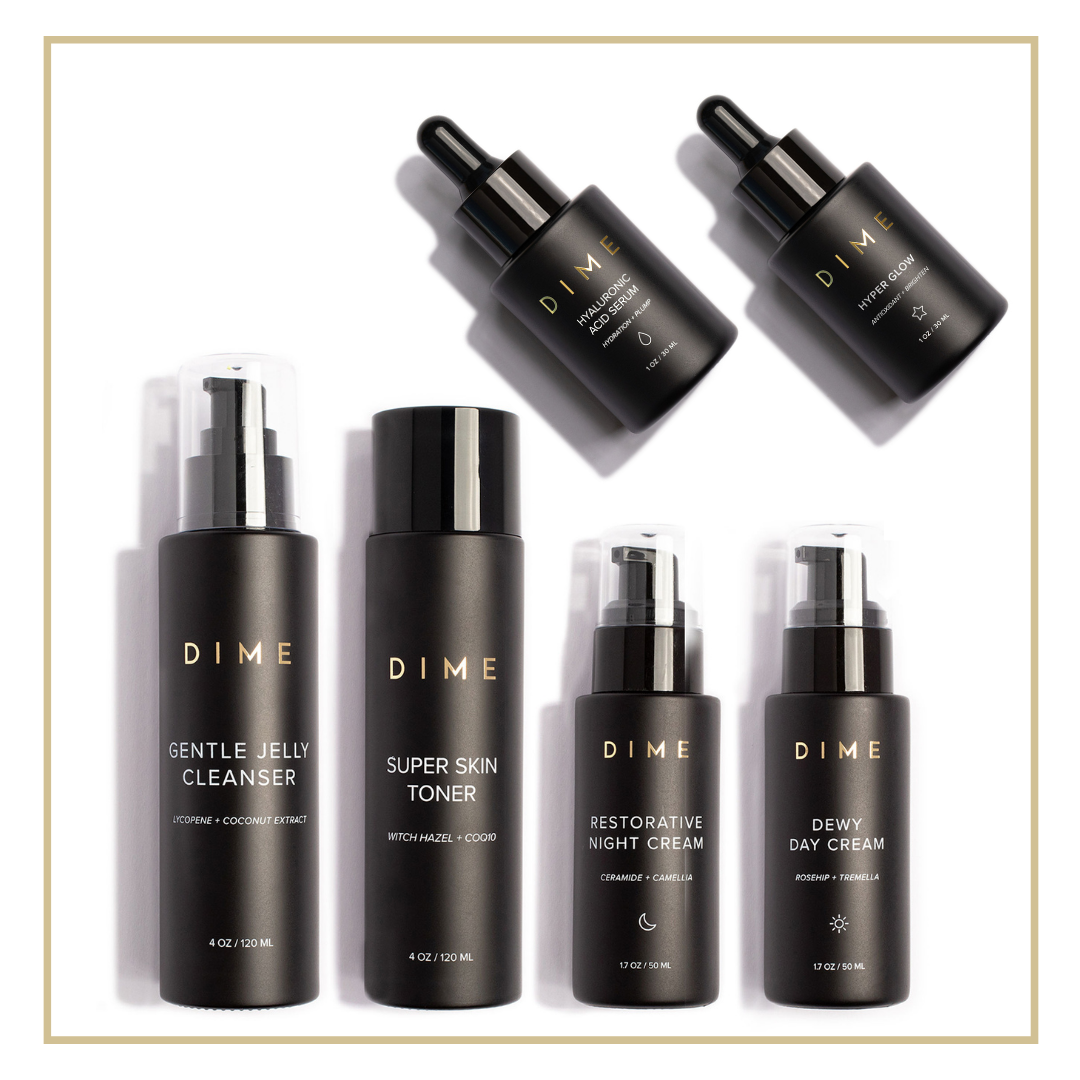 DIME
HYALURONIC
ACID SERUM
HYDRATION + PLUMP
1 OZ / 30 ML
DIME
HYPER GLOW
ANTIOXIDANT + BRIGHTEN
1 OZ / 30 ML
DIME
GENTLE JELLY
CLEANSER
LYCOPENE + COCONUT EXTRACT
4 OZ / 120 ML
DIME
SUPER SKIN
TONER
WITCH HAZEL + COQ10
4 OZ / 120 ML
DIME
RESTORATIVE
NIGHT CREAM
CERAMIDE + CAMELLIA
1.7 OZ / 50 ML
DIME
DEWY
DAY CREAM
ROSEHIP + TREMELLA
1.7 OZ / 50 ML